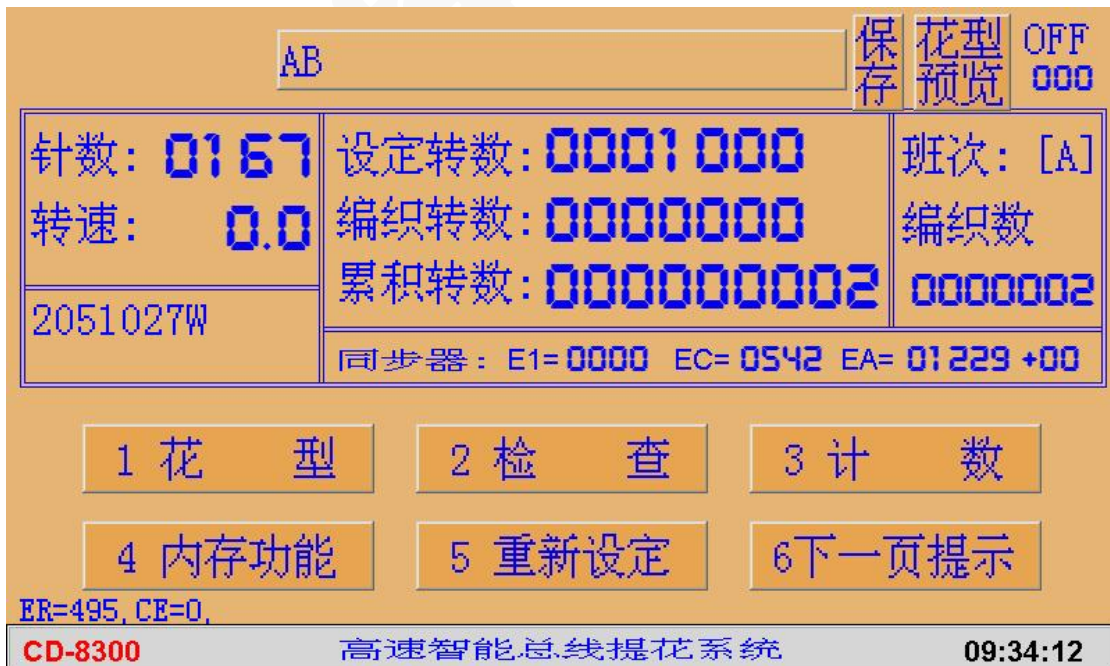 AB
保存
花型
预览
OFF
000
针数: 0167
转速: 0.0
2051027W
设定转数: 0001000
编织转数: 0000000
累积转数: 000000002
班次: [A]
编织数
0000002
同步器: E1=0000 EC=0542 EA=01229 +00
1 花 型
2 检 查
3 计 数
4 内存功能
5 重新设定
6下一页提示
ER=495,CE=0,
CD-8300 高速智能总线提花系统 09:34:12